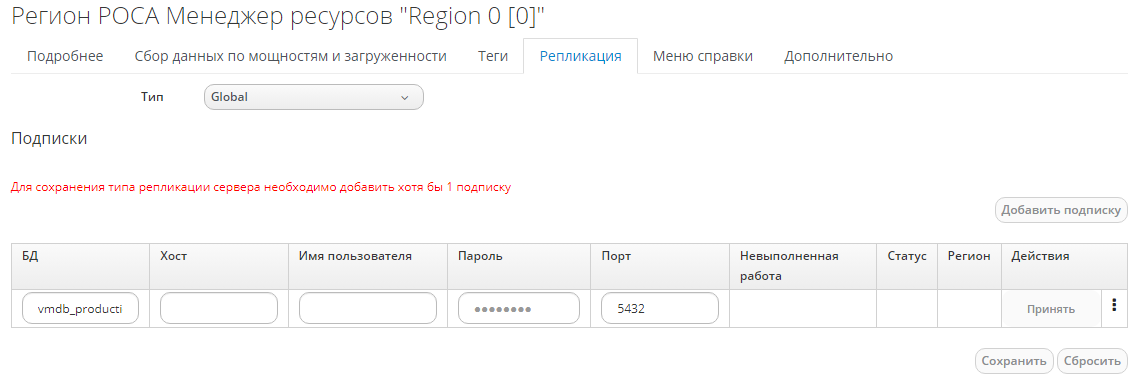 Регион РОСА Менеджер ресурсов "Region 0 [0]"
Подробнее Сбор данных по мощностям и загруженности Теги Репликация Меню справки Дополнительно
Тип Global
Подписки
Для сохранения типа репликации сервера необходимо добавить хотя бы 1 подписку
Добавить подписку
БД Хост Имя пользователя Пароль Порт Невыполненная работа Статус Регион Действия
vmdb_producti ●●●●●●●● 5432 Принять
Сохранить Сбросить